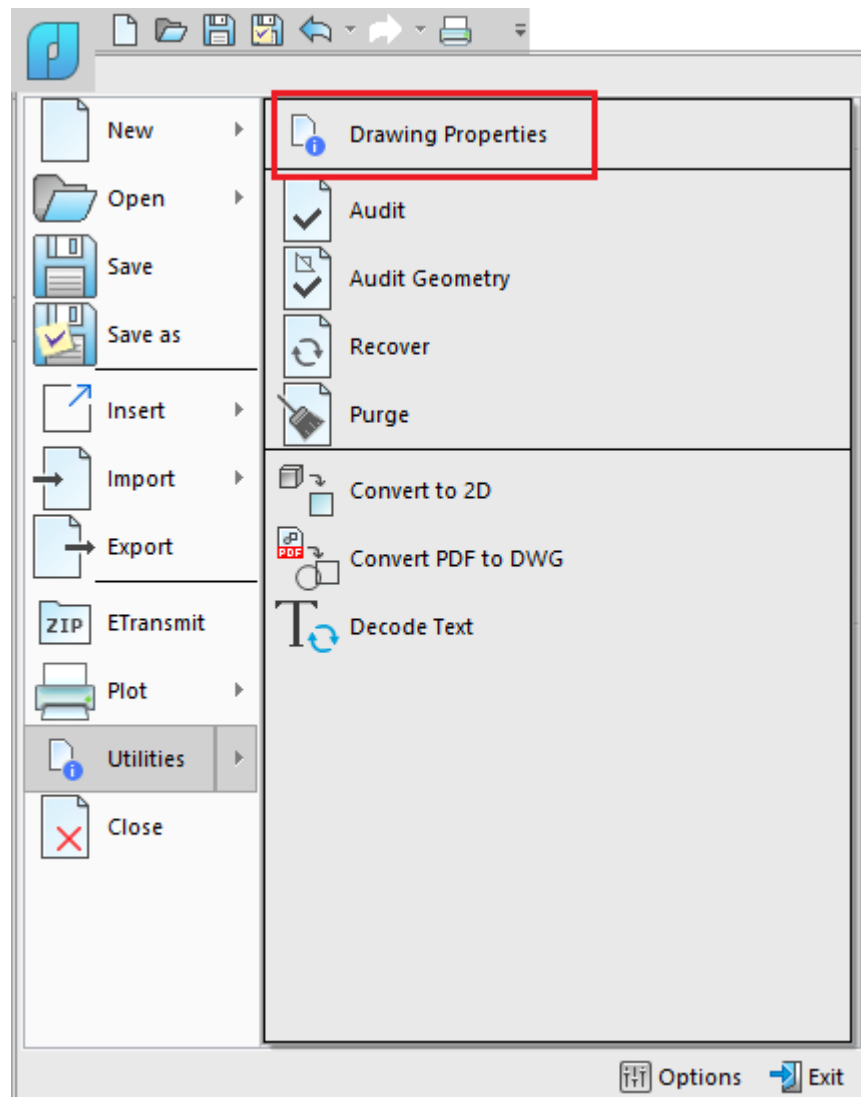 New
Open
Save
Save as
Insert
Import
Export
ZIP ETransmit
Plot
Utilities
Close
Drawing Properties
Audit
Audit Geometry
Recover
Purge
Convert to 2D
PDF Convert PDF to DWG
T Decode Text
Options Exit